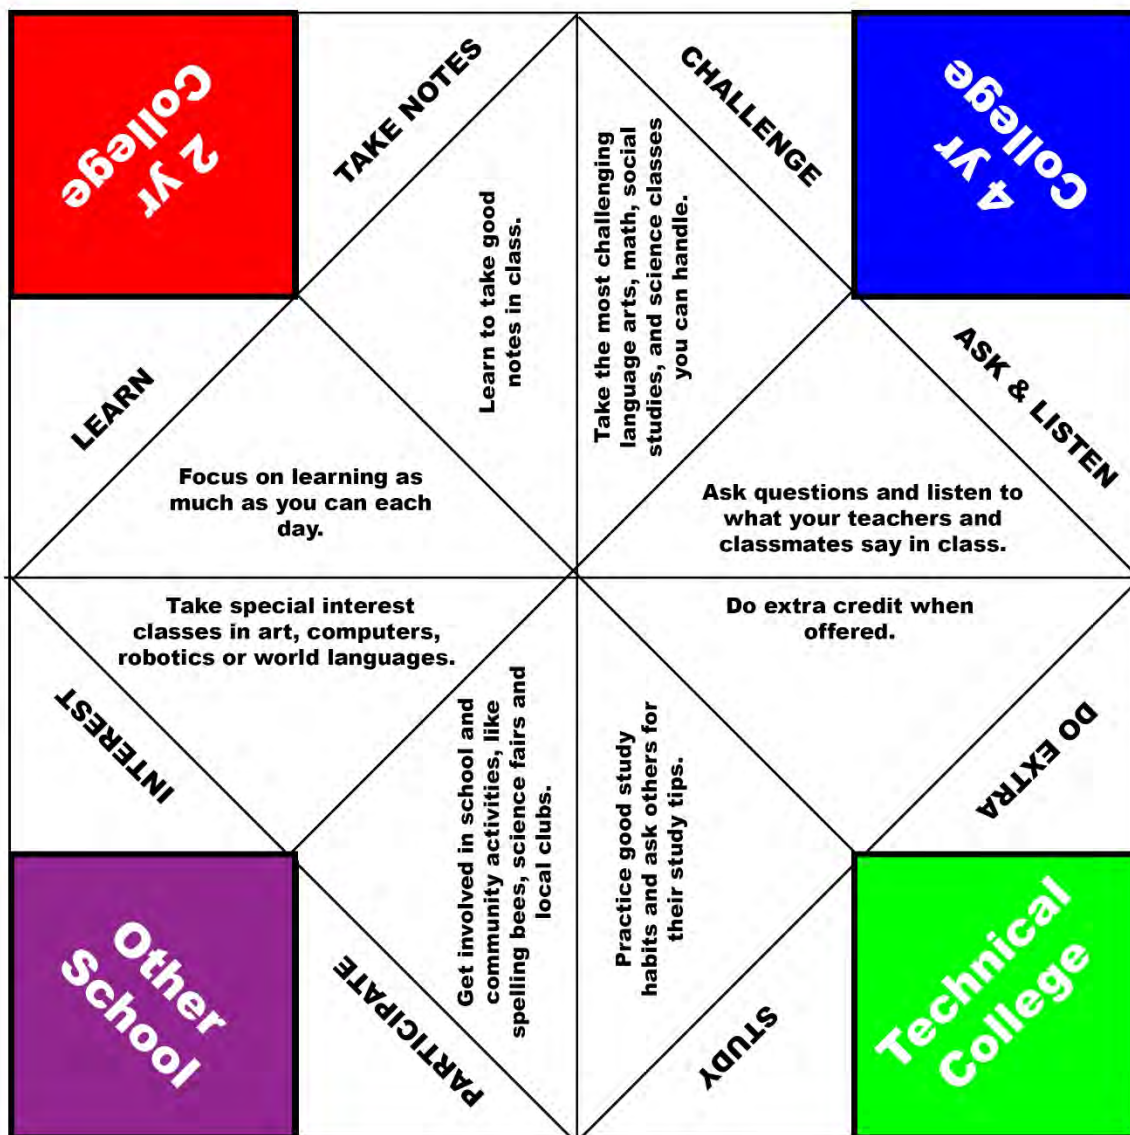 2 yr
College
TAKE NOTES
CHALLENGE
4 yr
College
LEARN
Learn to take good
notes in class.
Take the most challenging
language arts, math, social
studies, and science classes
you can handle.
ASK & LISTEN
Focus on learning as
much as you can each
day.
Ask questions and listen to
what your teachers and
classmates say in class.
Take special interest
classes in art, computers,
robotics or world languages.
Do extra credit when
offered.
INTEREST
Get involved in school and
community activities, like
spelling bees, science fairs and
local clubs.
Practice good study
habits and ask others for
their study tips.
DO EXTRA
Other
School
PARTICIPATE
STUDY
Technical
College